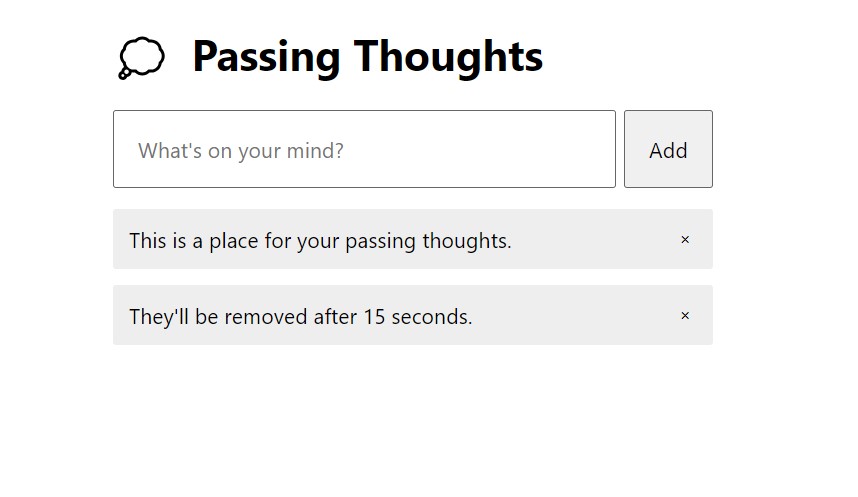 Passing Thoughts
What's on your mind?
Add
This is a place for your passing thoughts.
×
They'll be removed after 15 seconds.
×